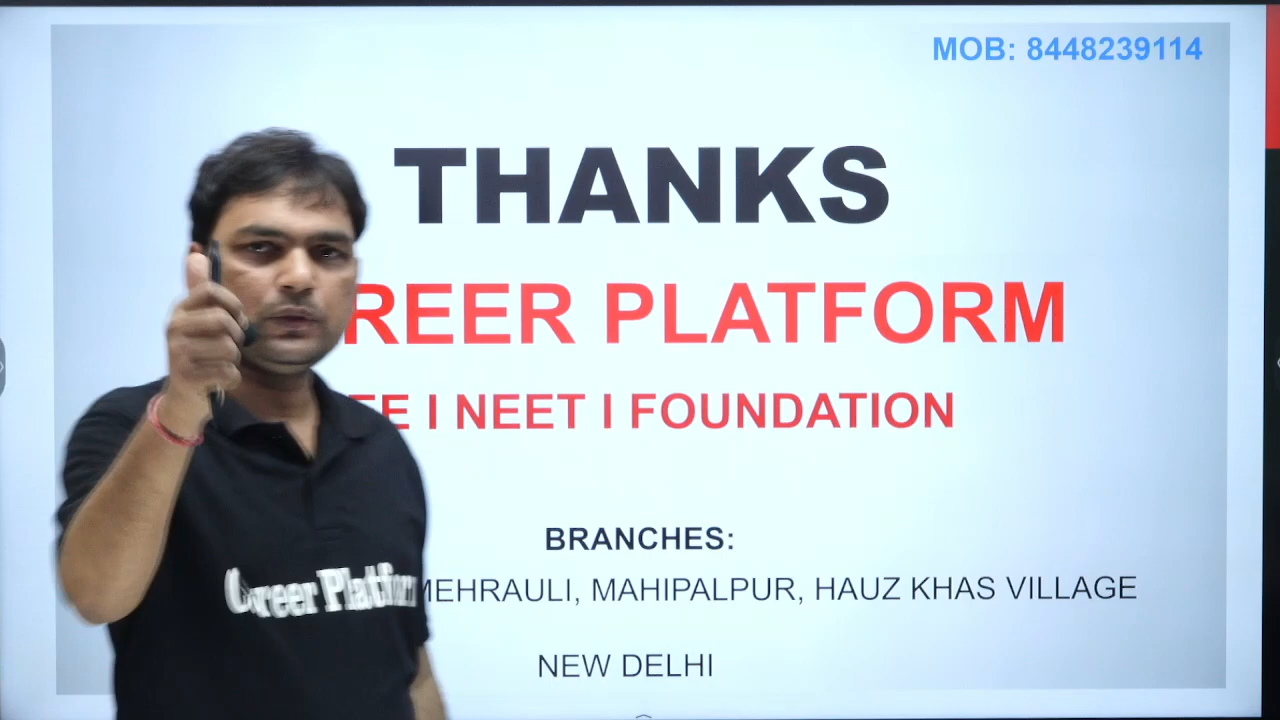 MOB: 8448239114
THANKS
REER PLATFORM
EE I NEET I FOUNDATION
BRANCHES:
MEHRAULI, MAHIPALPUR, HAUZ KHAS VILLAGE
NEW DELHI
Career Platform